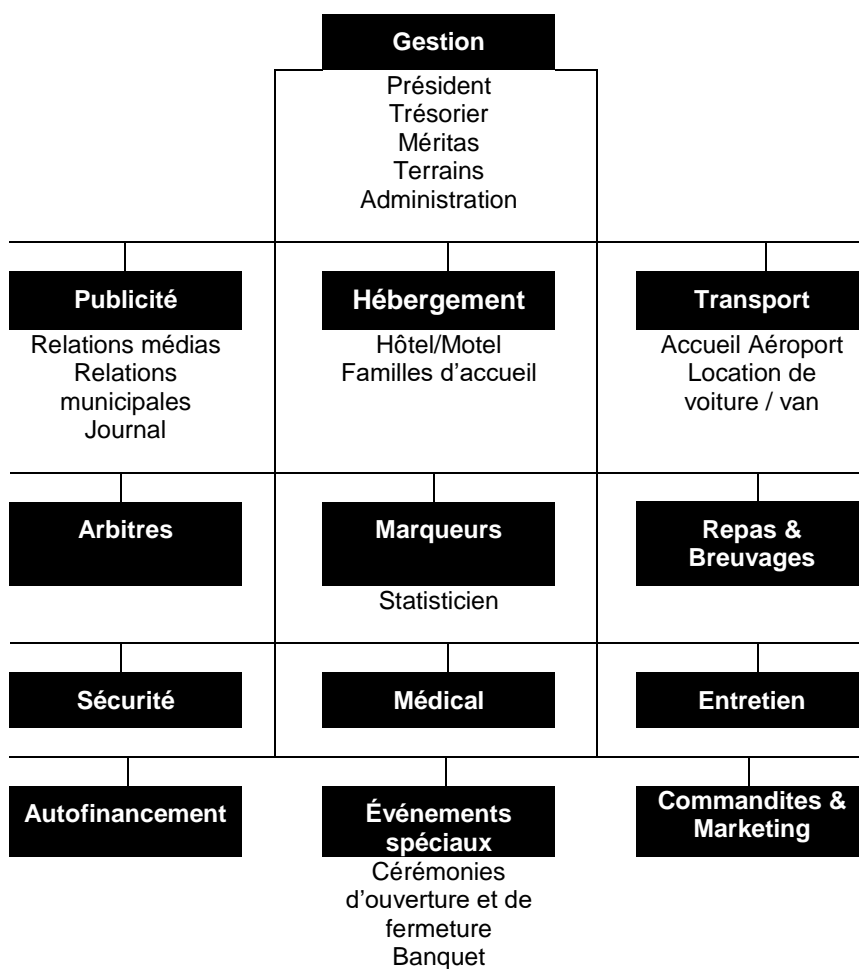 Gestion
Président
Trésorier
Méritas
Terrains
Administration
Publicité
Relations médias
Relations
municipales
Journal
Hébergement
Hôtel/Motel
Familles d'accueil
Transport
Accueil Aéroport
Location de
voiture / van
Arbitres
Marqueurs
Statisticien
Repas &
Breuvages
Sécurité
Médical
Entretien
Autofinancement
Événements
spéciaux
Cérémonies
d'ouverture et de
fermeture
Banquet
Commandites &
Marketing